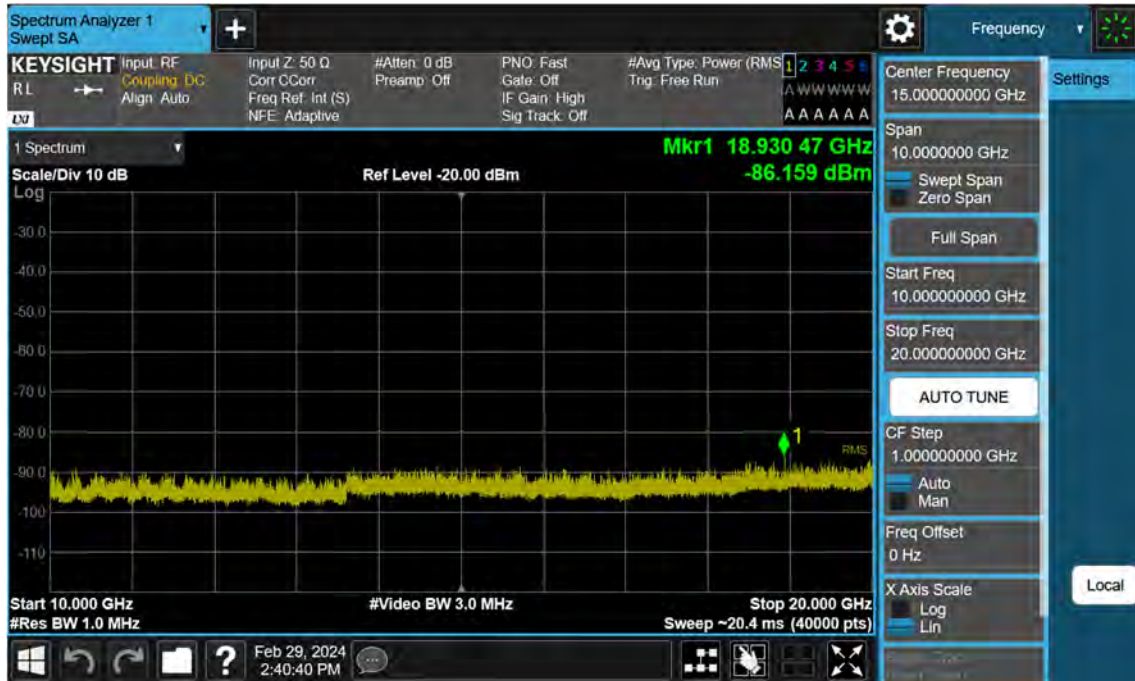 Spectrum Analyzer 1
Swept SA
+
Frequency
KEYSIGHT
RL
LXI
Input: RF
Coupling: DC
Align: Auto
Input Z: 50 Ω
Corr CCorr
Freq Ref: Int (S)
NFE: Adaptive
#Atten: 0 dB
Preamp: Off
PNO: Fast
Gate: Off
IF Gain: High
Sig Track: Off
#Avg Type: Power (RMS
Trig: Free Run
1 2 3 4 5 6
A W W W W W
A A A A A A
1 Spectrum
Mkr1 18.930 47 GHz
Scale/Div 10 dB
Ref Level -20.00 dBm
-86.159 dBm
Log
-30.0
-40.0
-50.0
-60.0
-70.0
-80.0
-90.0
-100
-110
1
RMS
Start 10.000 GHz
#Video BW 3.0 MHz
Stop 20.000 GHz
#Res BW 1.0 MHz
Sweep ~20.4 ms (40000 pts)
?
Feb 29, 2024
2:40:40 PM
Center Frequency
15.000000000 GHz
Span
10.0000000 GHz
Swept Span
Zero Span
Full Span
Start Freq
10.000000000 GHz
Stop Freq
20.000000000 GHz
AUTO TUNE
CF Step
1.000000000 GHz
Auto
Man
Freq Offset
0 Hz
X Axis Scale
Log
Lin
Settings
Local